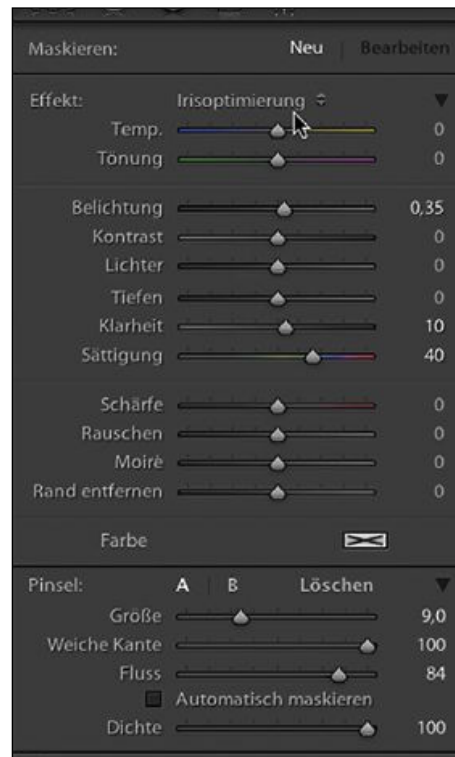 Maskieren: Neu | Bearbeiten
Effekt: Irisoptimierung
Temp. 0
Tönung 0
Belichtung 0,35
Kontrast 0
Lichter 0
Tiefen 0
Klarheit 10
Sättigung 40
Schärfe 0
Rauschen 0
Moirè 0
Rand entfernen 0
Farbe
Pinsel: A | B Löschen
Größe 9,0
Weiche Kante 100
Fluss 84
Automatisch maskieren
Dichte 100